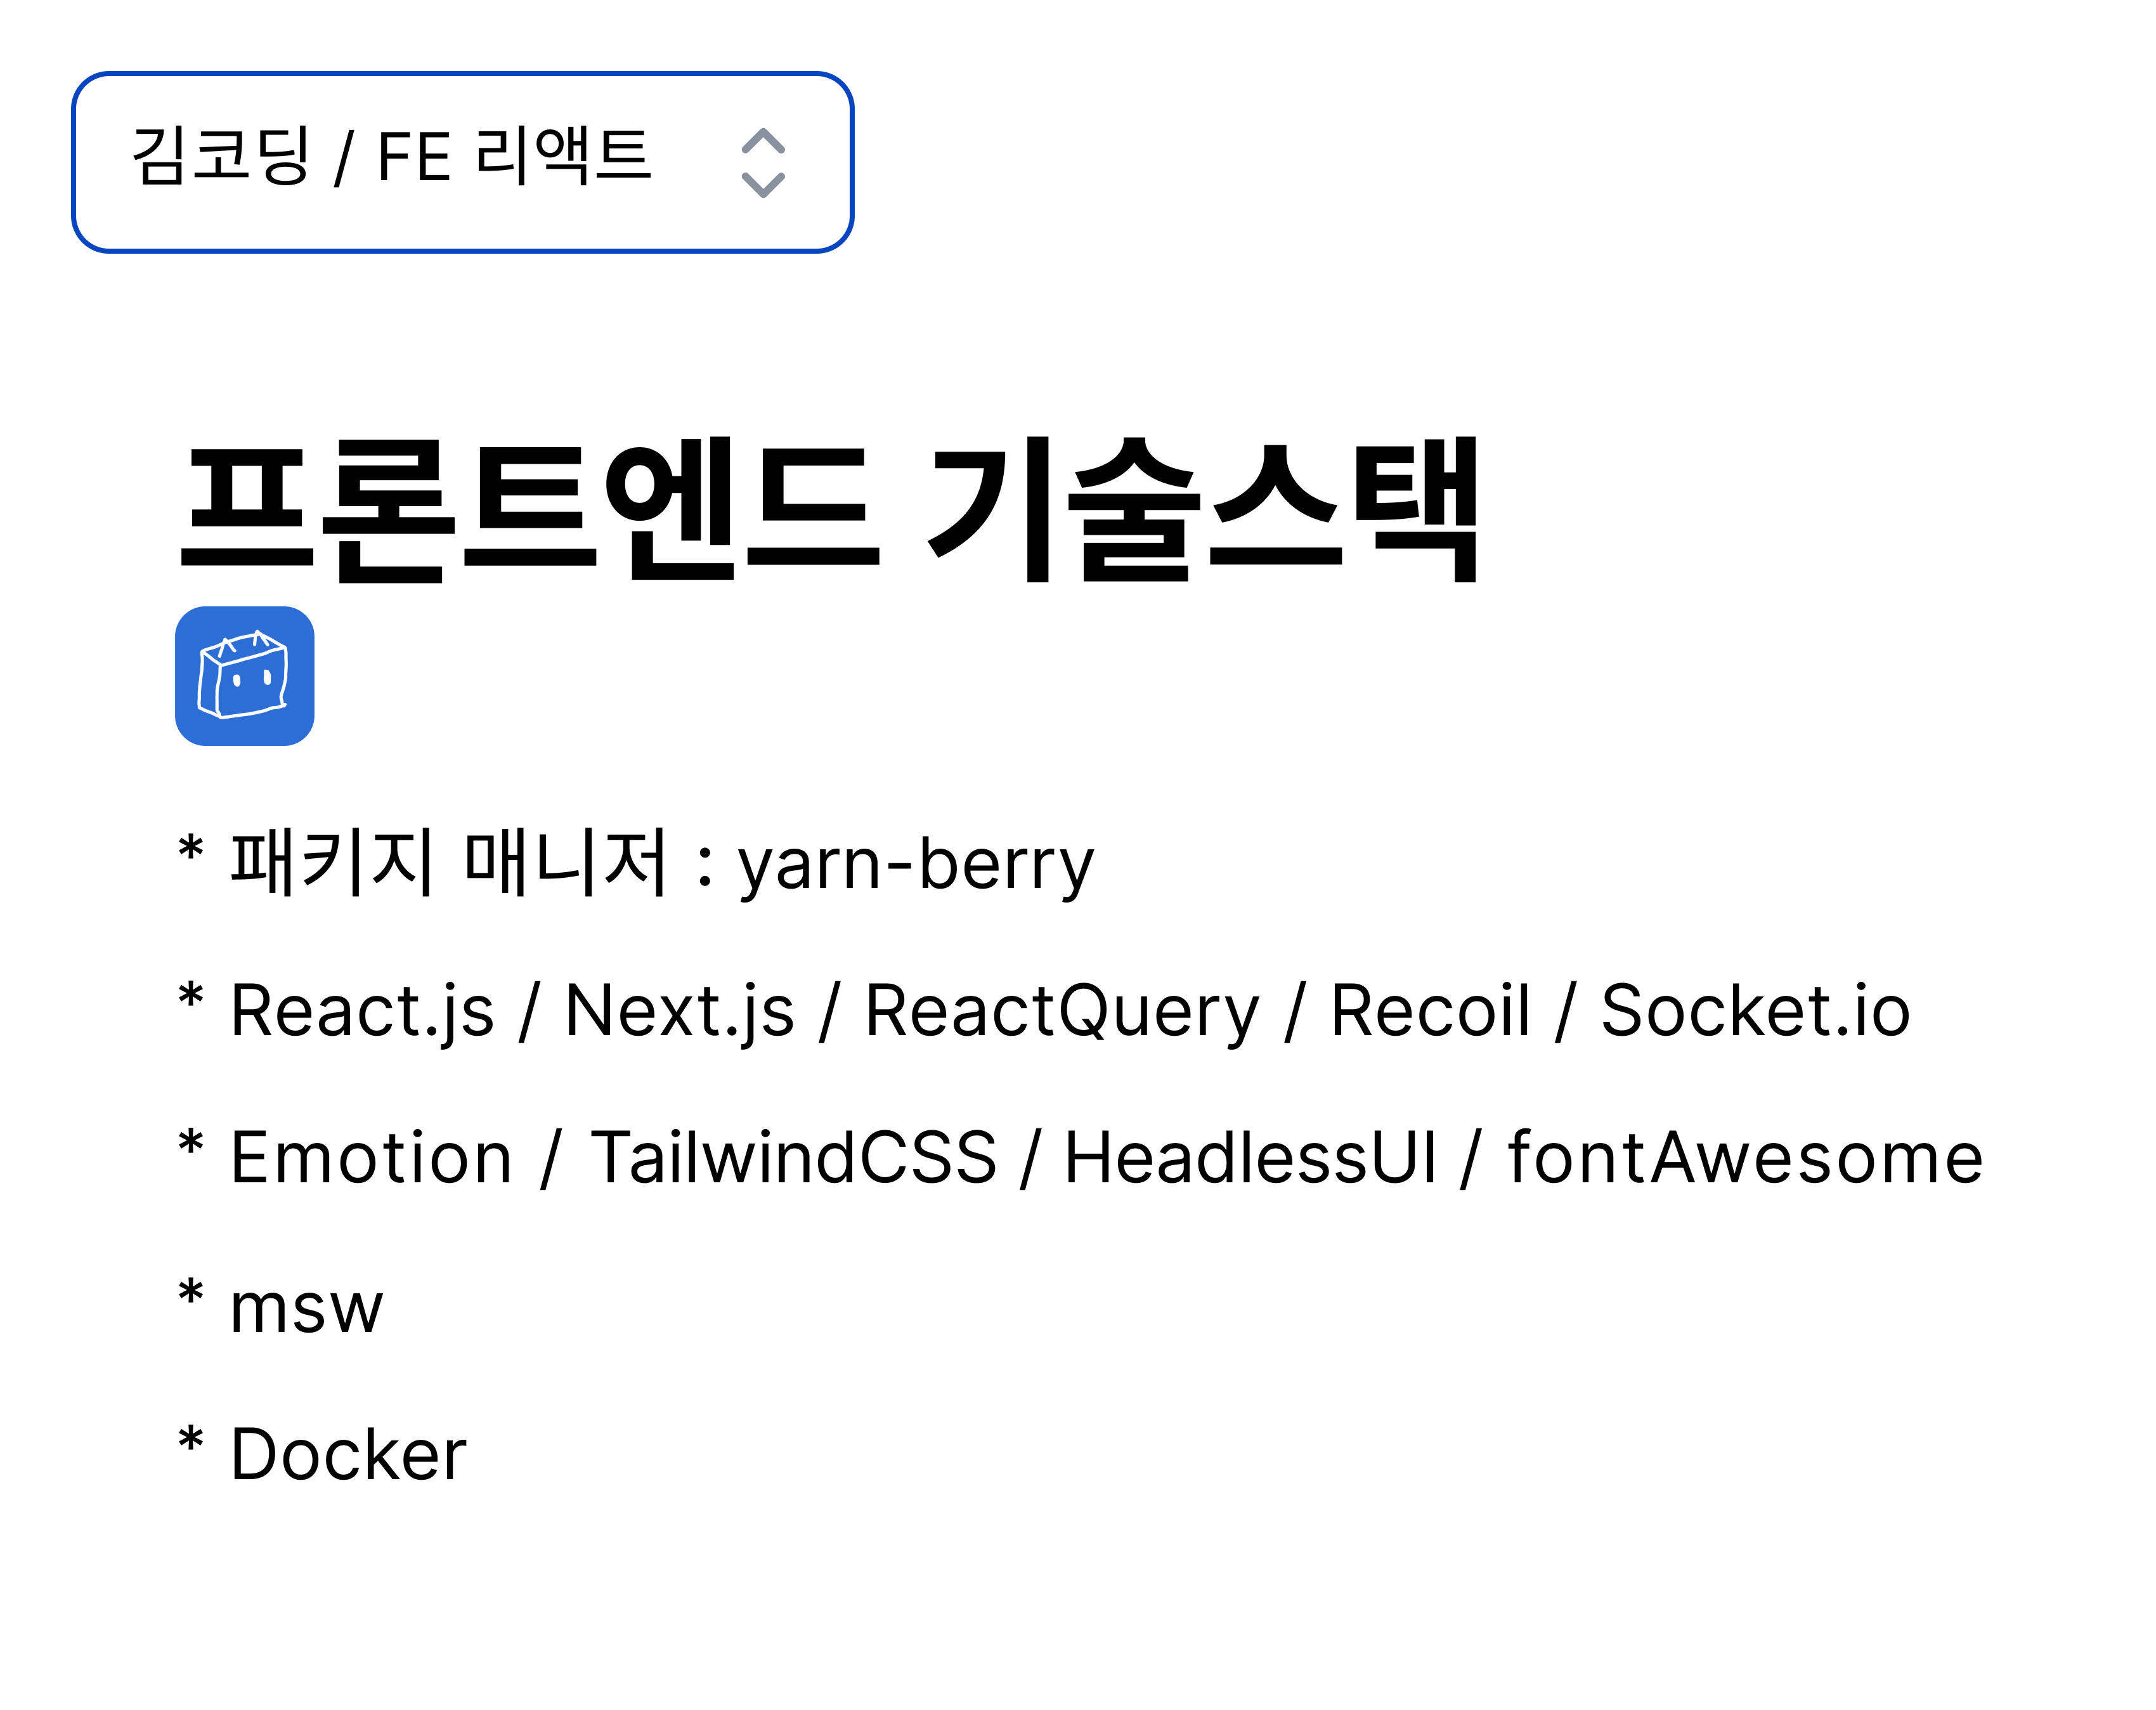 김코딩 / FE 리액트
프론트엔드 기술스택
* 패키지 매니저 : yarn-berry
* React.js / Next.js / ReactQuery / Recoil / Socket.io
* Emotion / TailwindCSS / HeadlessUI / fontAwesome
* msw
* Docker